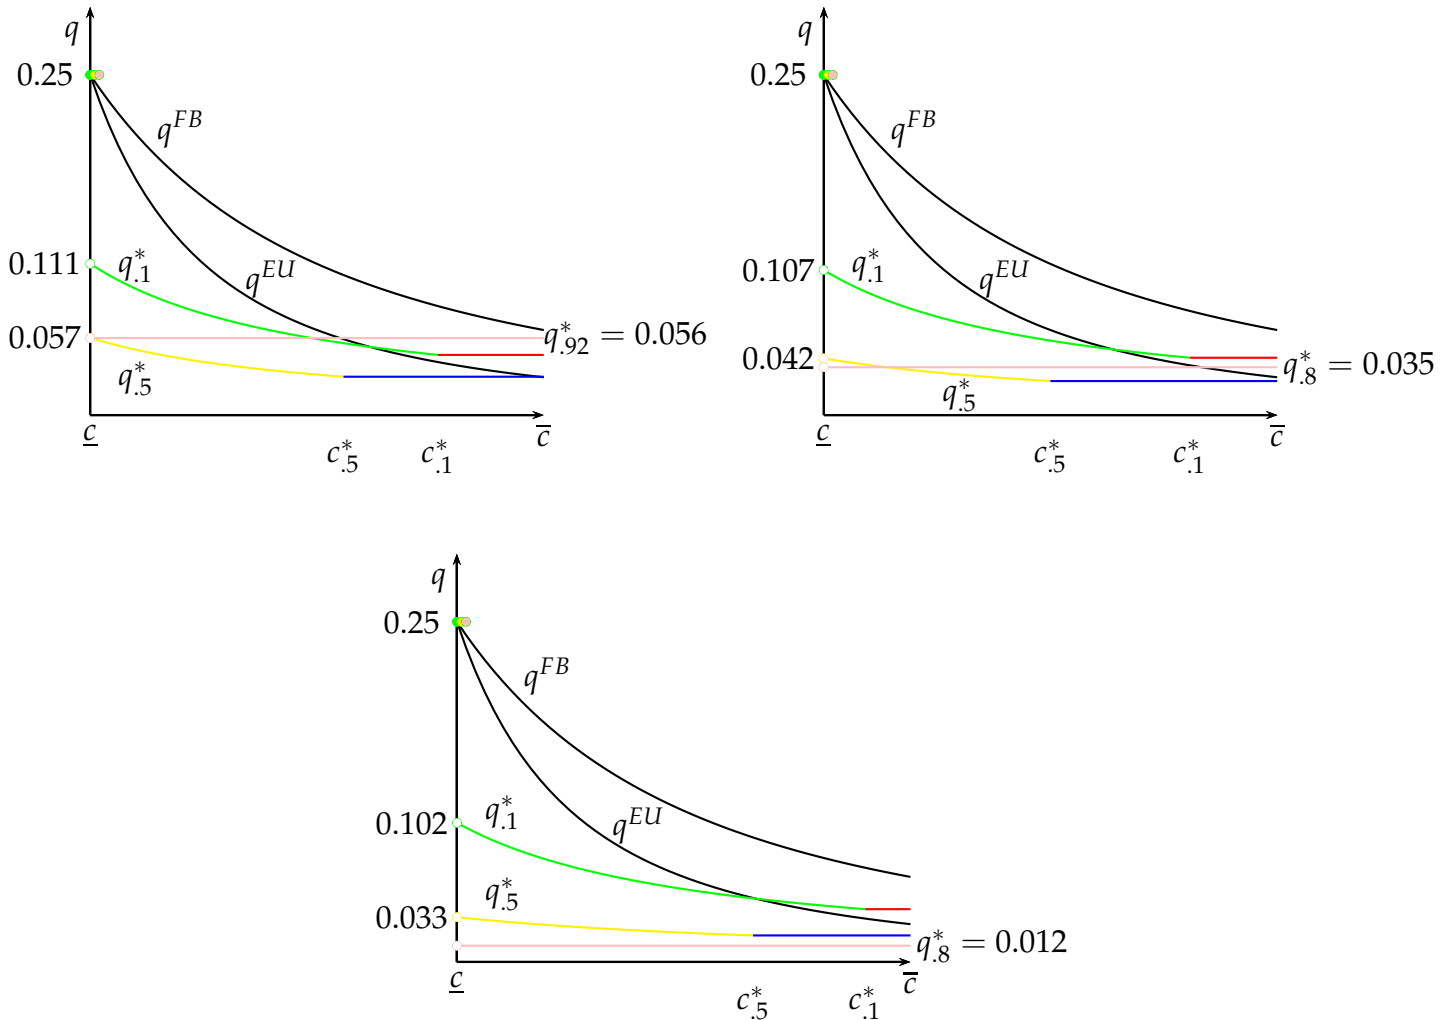 q
0.25
q^{FB}
0.111
q^*_{.1}
q^{EU}
0.057
q^*_{.92} = 0.056
q^*_{.5}
c
c̅
c^*_{.5}
c^*_{.1}
q
0.25
q^{FB}
0.107
q^*_{.1}
q^{EU}
0.042
q^*_{.8} = 0.035
q^*_{.5}
c
c̅
c^*_{.5}
c^*_{.1}
q
0.25
q^{FB}
0.102
q^*_{.1}
q^{EU}
q^*_{.5}
0.033
q^*_{.8} = 0.012
c
c̅
c^*_{.5}
c^*_{.1}